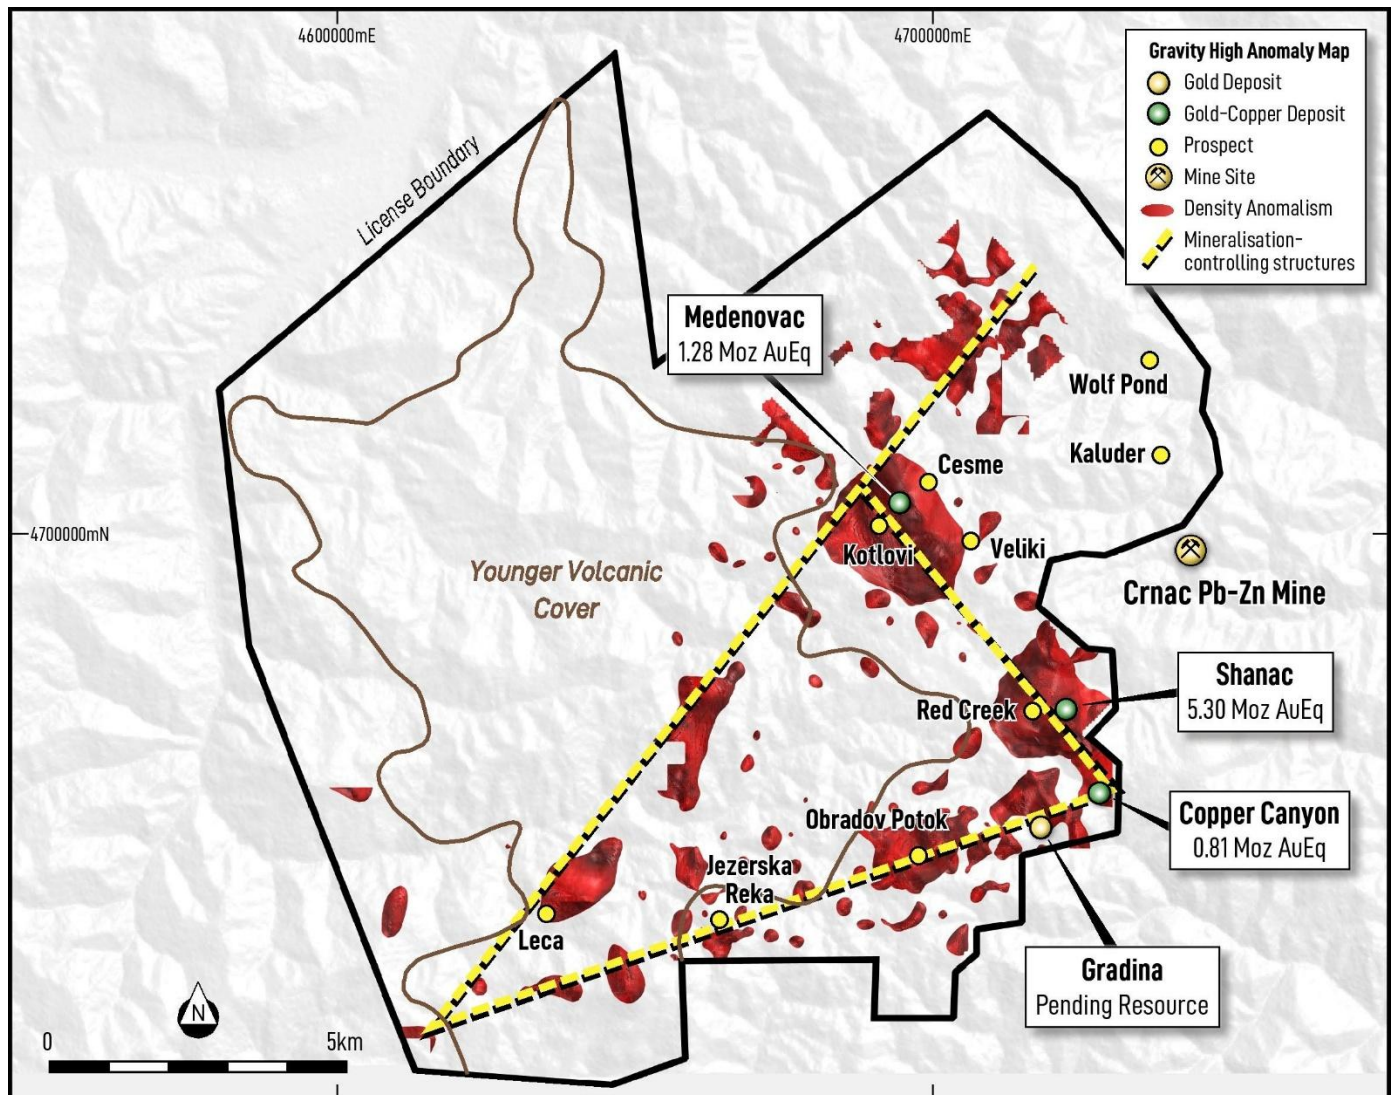 4600000mE
4700000mE
Gravity High Anomaly Map
Gold Deposit
Gold-Copper Deposit
Prospect
Mine Site
Density Anomalism
Mineralisation-
controlling structures
License Boundary
Medenovac
1.28 Moz AuEq
Wolf Pond
Kaluder
Cesme
4700000mN
Kotlovi
Veliki
Younger Volcanic
Cover
Crnac Pb-Zn Mine
Shanac
5.30 Moz AuEq
Red Creek
Copper Canyon
0.81 Moz AuEq
Obradov Potok
Jezerska
Reka
Leca
Gradina
Pending Resource
N
0
5km